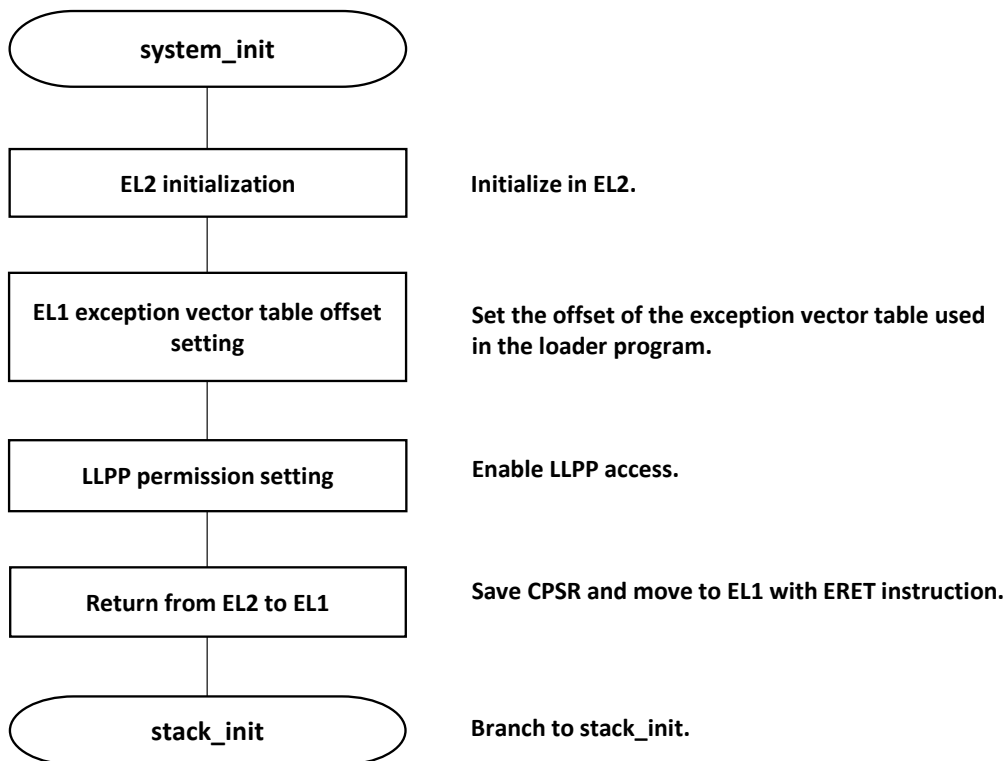 system_init
EL2 initialization
Initialize in EL2.
EL1 exception vector table offset
setting
Set the offset of the exception vector table used
in the loader program.
LLPP permission setting
Enable LLPP access.
Return from EL2 to EL1
Save CPSR and move to EL1 with ERET instruction.
stack_init
Branch to stack_init.